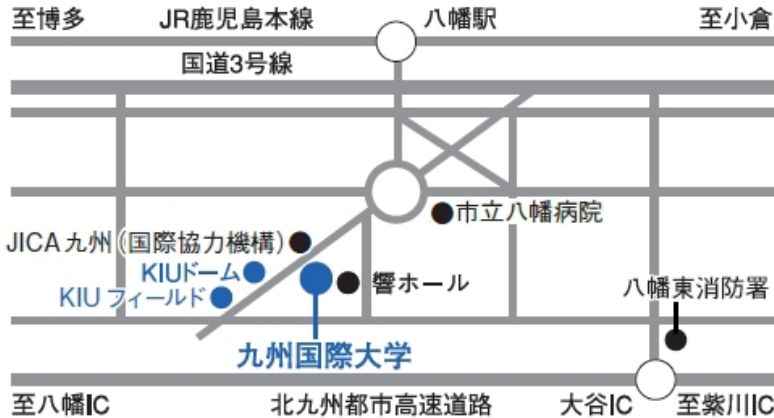 至博多 JR鹿児島本線 八幡駅 至小倉
国道3号線
市立八幡病院
JICA九州(国際協力機構)
KIUドーム
響ホール
KIUフィールド
八幡東消防署
九州国際大学
至八幡IC 北九州都市高速道路 大谷IC 至紫川IC